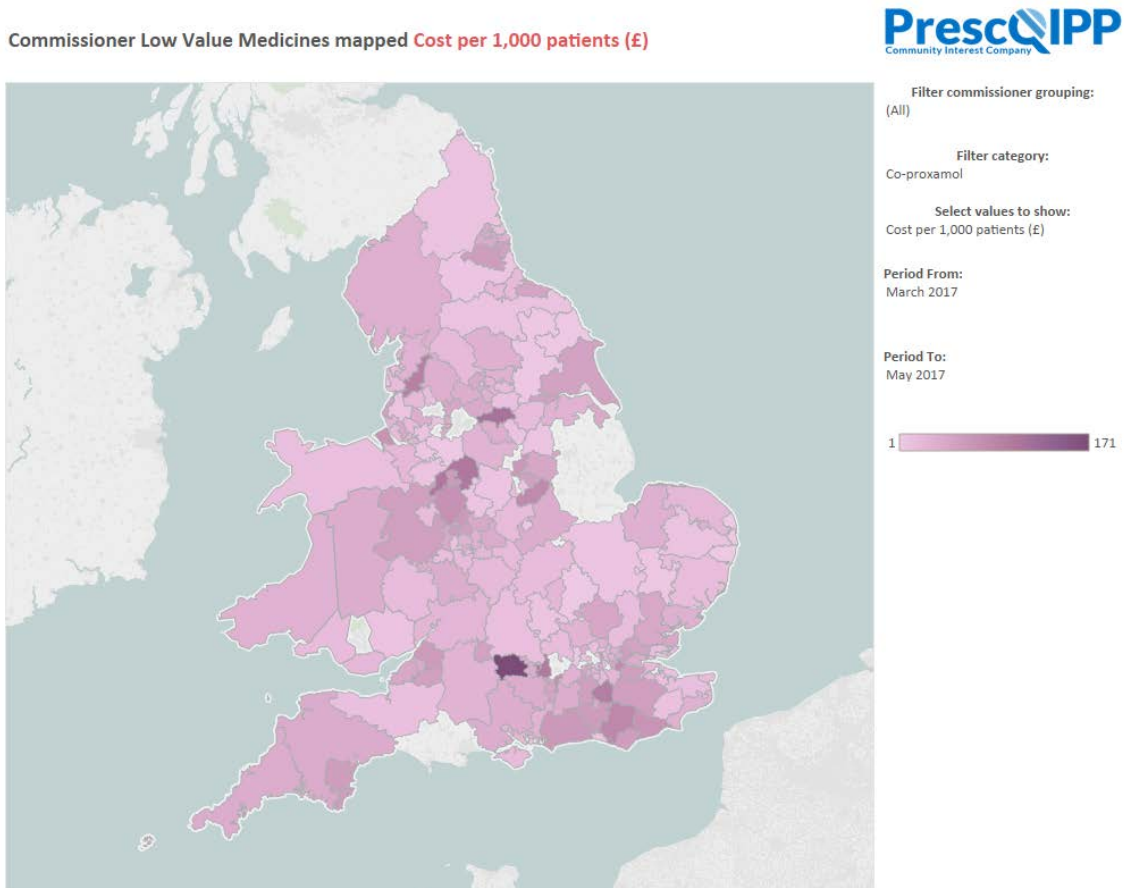 Commissioner Low Value Medicines mapped Cost per 1,000 patients (£)
PrescQIPP
Community Interest Company
Filter commissioner grouping:
(All)
Filter category:
Co-proxamol
Select values to show:
Cost per 1,000 patients (£)
Period From:
March 2017
Period To:
May 2017
1
171